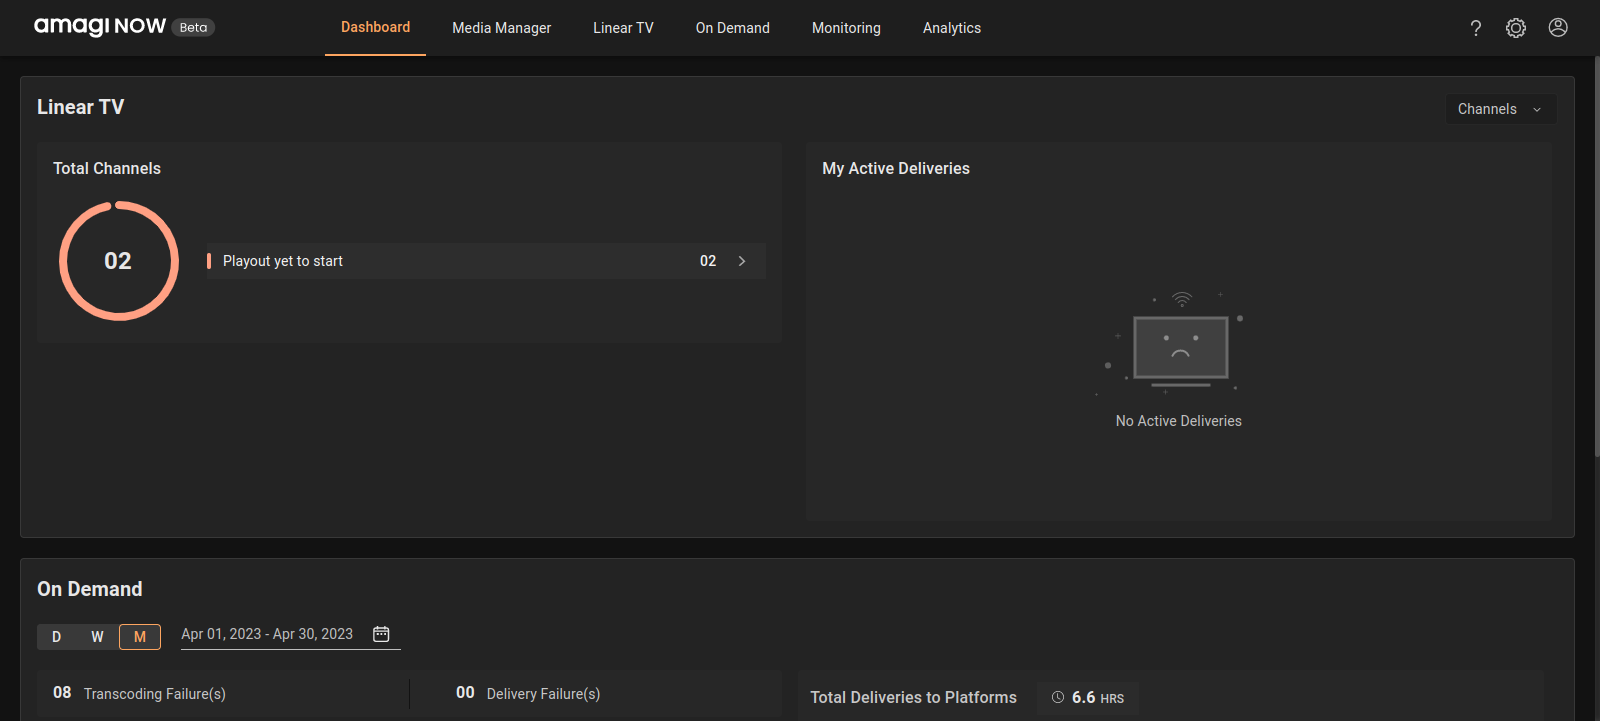 amagi NOW Beta
Dashboard Media Manager Linear TV On Demand Monitoring Analytics
Linear TV
Channels
Total Channels
02
Playout yet to start 02
My Active Deliveries
No Active Deliveries
On Demand
D W M Apr 01, 2023 - Apr 30, 2023
08 Transcoding Failure(s) 00 Delivery Failure(s)
Total Deliveries to Platforms 6.6 HRS